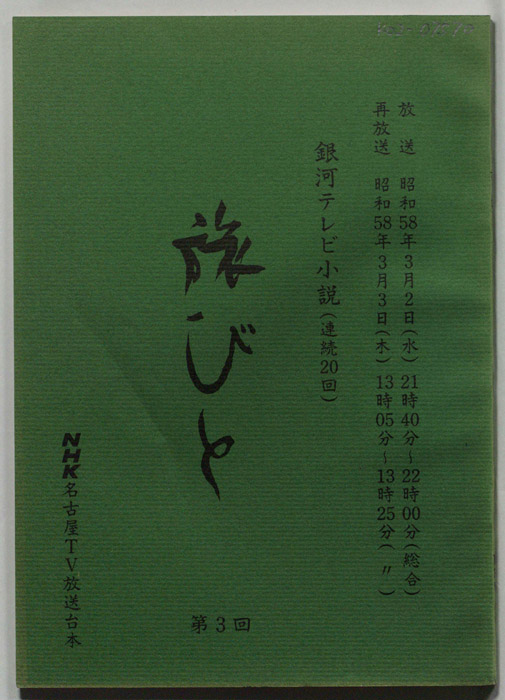 放送 昭和58年3月2日(水) 21時40分～22時00分(総合)
再放送 昭和58年3月3日(木) 13時05分～13時25分(〃)
銀河テレビ小説(連続20回)
旅びと
第3回
NHK名古屋TV放送台本